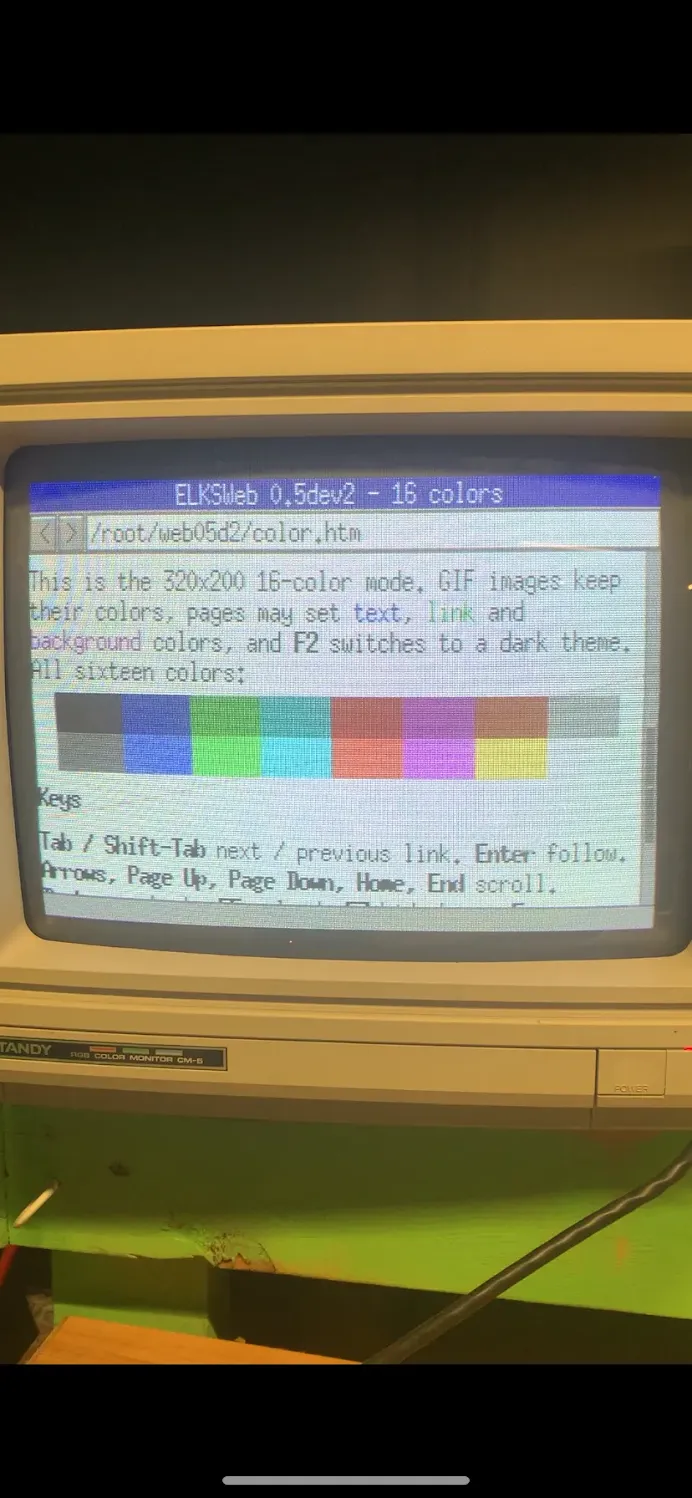 ELKSWeb 0.5dev2 - 16 colors
< > /root/web05d2/color.htm
This is the 320x200 16-color mode. GIF images keep
their colors, pages may set text, link and
background colors, and F2 switches to a dark theme.
All sixteen colors:
Keys
Tab / Shift-Tab next / previous link. Enter follow.
Arrows, Page Up, Page Down, Home, End scroll.
TANDY RGB COLOR MONITOR CM-5
POWER